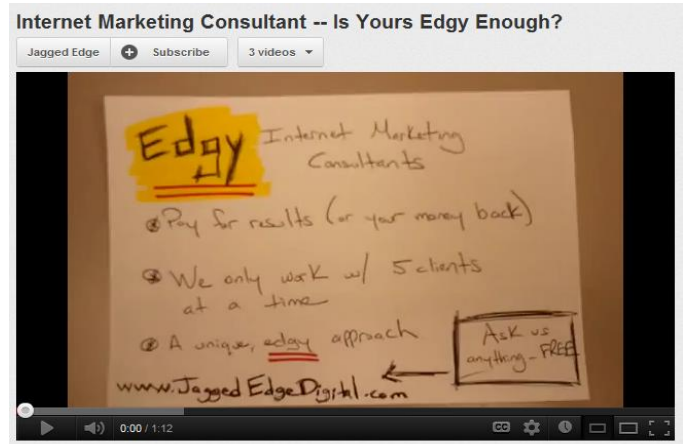 Internet Marketing Consultant -- Is Yours Edgy Enough?
Jagged Edge
Subscribe
3 videos
Edgy Internet Marketing
Consultants
Pay for results (or your money back)
We only work w/ 5 clients
at a time
A unique, edgy approach
Ask us
anything - FREE
www.JaggedEdgeDigital.com
0:00 / 1:12
CC